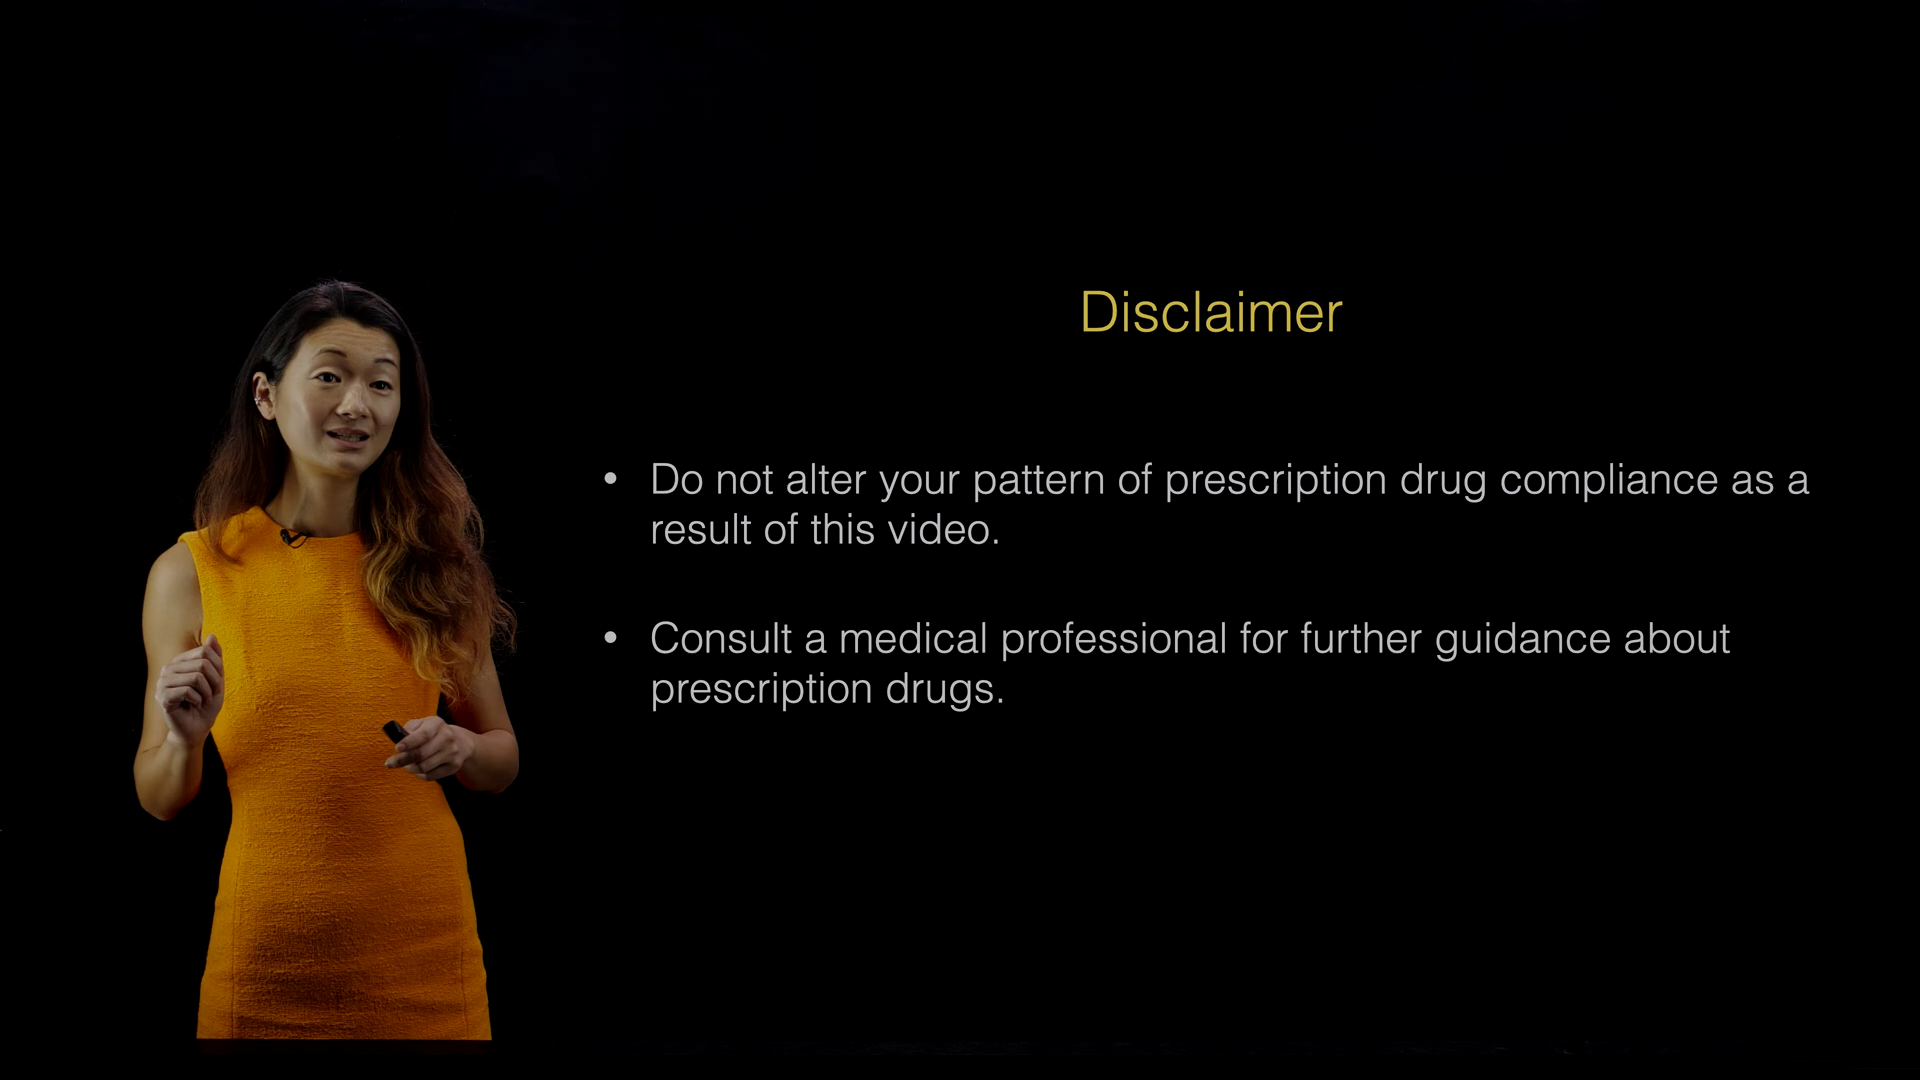 Disclaimer
• Do not alter your pattern of prescription drug compliance as a
result of this video.
• Consult a medical professional for further guidance about
prescription drugs.